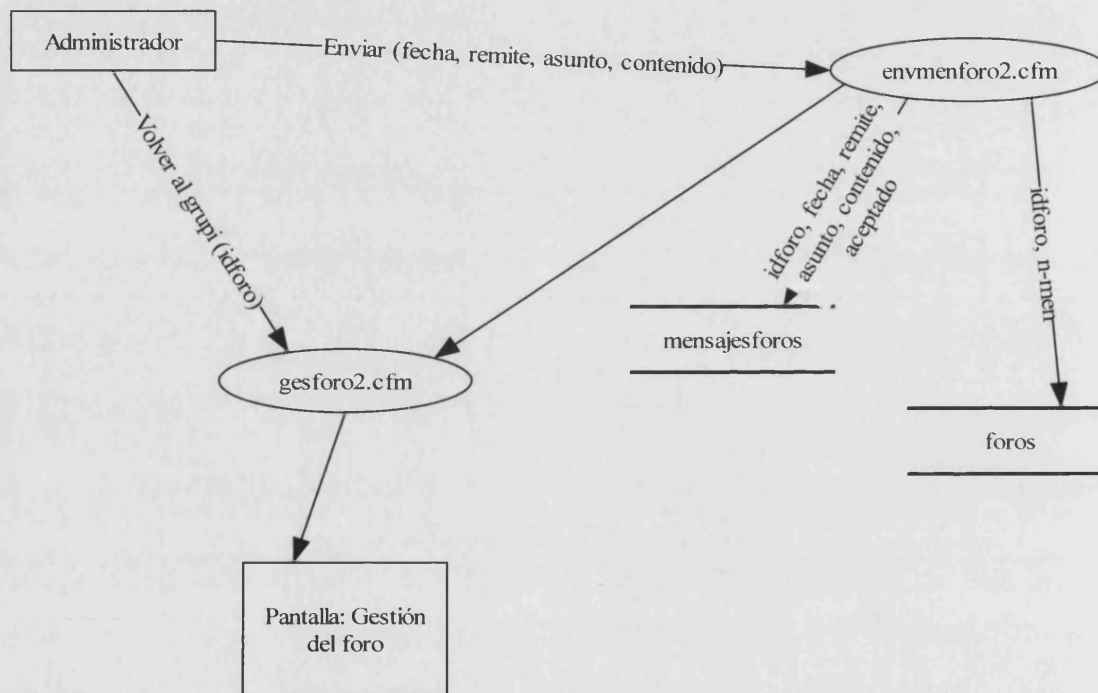 Administrador
Enviar (fecha, remite, asunto, contenido)
envmenforo2.cfm
Volver al grupi (idforo)
idforo, fecha, remite,
asunto, contenido,
aceptado
idforo, n-men
mensajesforos
gesforo2.cfm
foros
Pantalla: Gestión
del foro